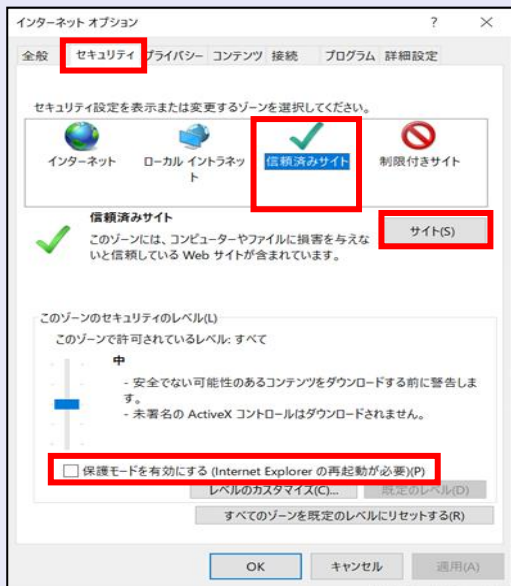 インターネット オプション ? ×
全般 セキュリティ プライバシー コンテンツ 接続 プログラム 詳細設定
セキュリティ設定を表示または変更するゾーンを選択してください。
インターネット ローカル イントラネッ 信頼済みサイト 制限付きサイト
ト
信頼済みサイト
サイト(S)
このゾーンには、コンピューターやファイルに損害を与えな
いと信頼している Web サイトが含まれています。
このゾーンのセキュリティのレベル(L)
このゾーンで許可されているレベル: すべて
中
- 安全でない可能性のあるコンテンツをダウンロードする前に警告しま
す。
- 未署名の ActiveX コントロールはダウンロードされません。
保護モードを有効にする (Internet Explorer の再起動が必要)(P)
レベルのカスタマイズ(C)... 既定のレベル(D)
すべてのゾーンを既定のレベルにリセットする(R)
OK キャンセル 適用(A)